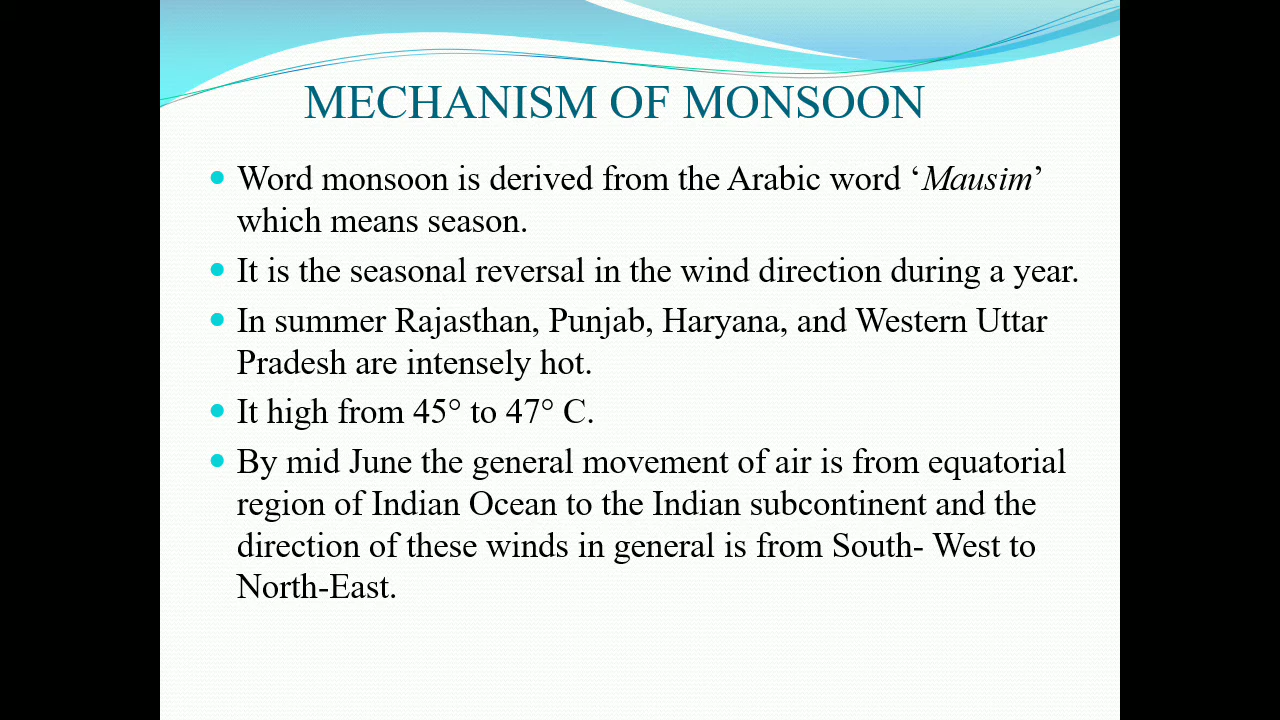 MECHANISM OF MONSOON
• Word monsoon is derived from the Arabic word ‘Mausim’
which means season.
• It is the seasonal reversal in the wind direction during a year.
• In summer Rajasthan, Punjab, Haryana, and Western Uttar
Pradesh are intensely hot.
• It high from 45° to 47° C.
• By mid June the general movement of air is from equatorial
region of Indian Ocean to the Indian subcontinent and the
direction of these winds in general is from South- West to
North-East.